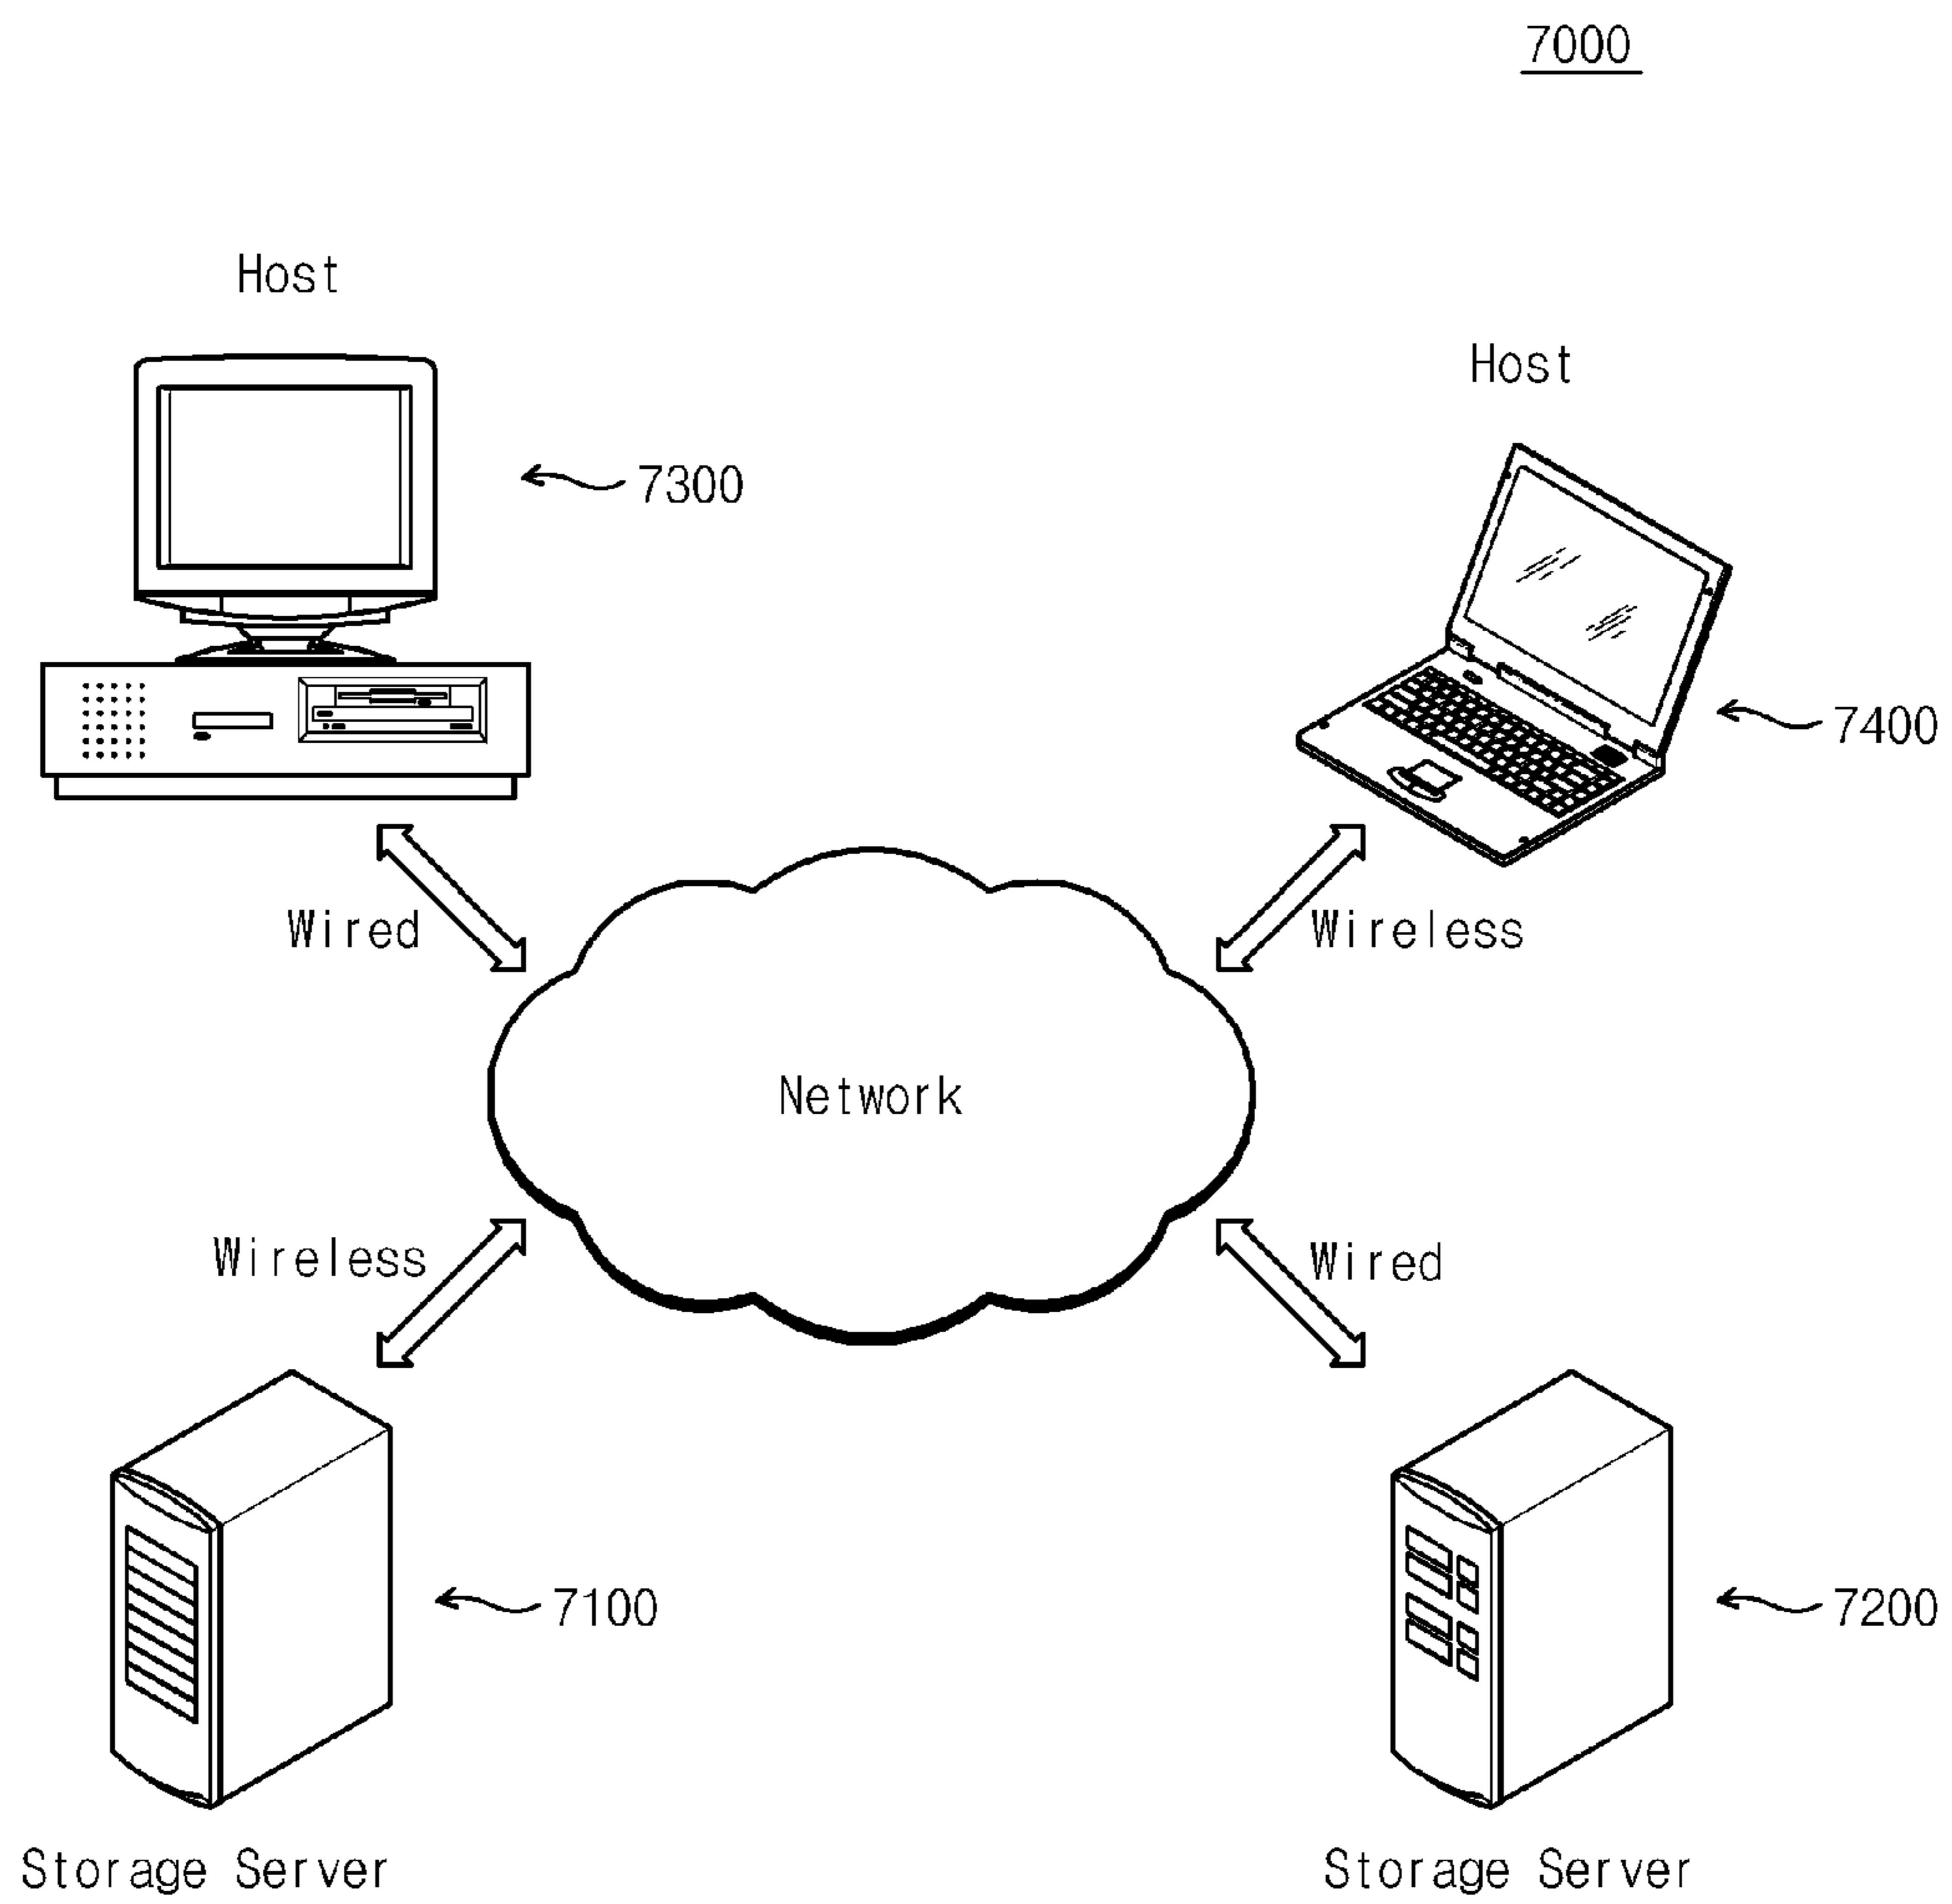 7000
Host
Host
7300
7400
Wired
Wireless
Network
Wireless
Wired
7100
7200
Storage Server
Storage Server